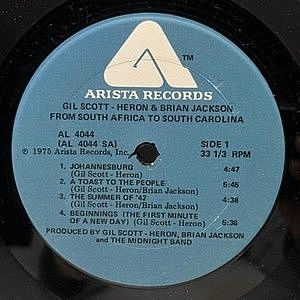 TM
ARISTA RECORDS
GIL SCOTT - HERON & BRIAN JACKSON
FROM SOUTH AFRICA TO SOUTH CAROLINA
AL 4044
(AL 4044 SA)
SIDE 1
℗ 1975 Arista Records, Inc.
33 1/3 RPM
1. JOHANNESBURG 4:47
(Gil Scott - Heron)
2. A TOAST TO THE PEOPLE 5:45
(Gil Scott - Heron/Brian Jackson)
3. THE SUMMER OF '42 4:38
(Gil Scott - Heron/Brian Jackson)
4. BEGINNINGS (THE FIRST MINUTE
OF A NEW DAY) (Gil Scott - Heron) 5:36
PRODUCED BY GIL SCOTT - HERON, BRIAN JACKSON
and THE MIDNIGHT BAND